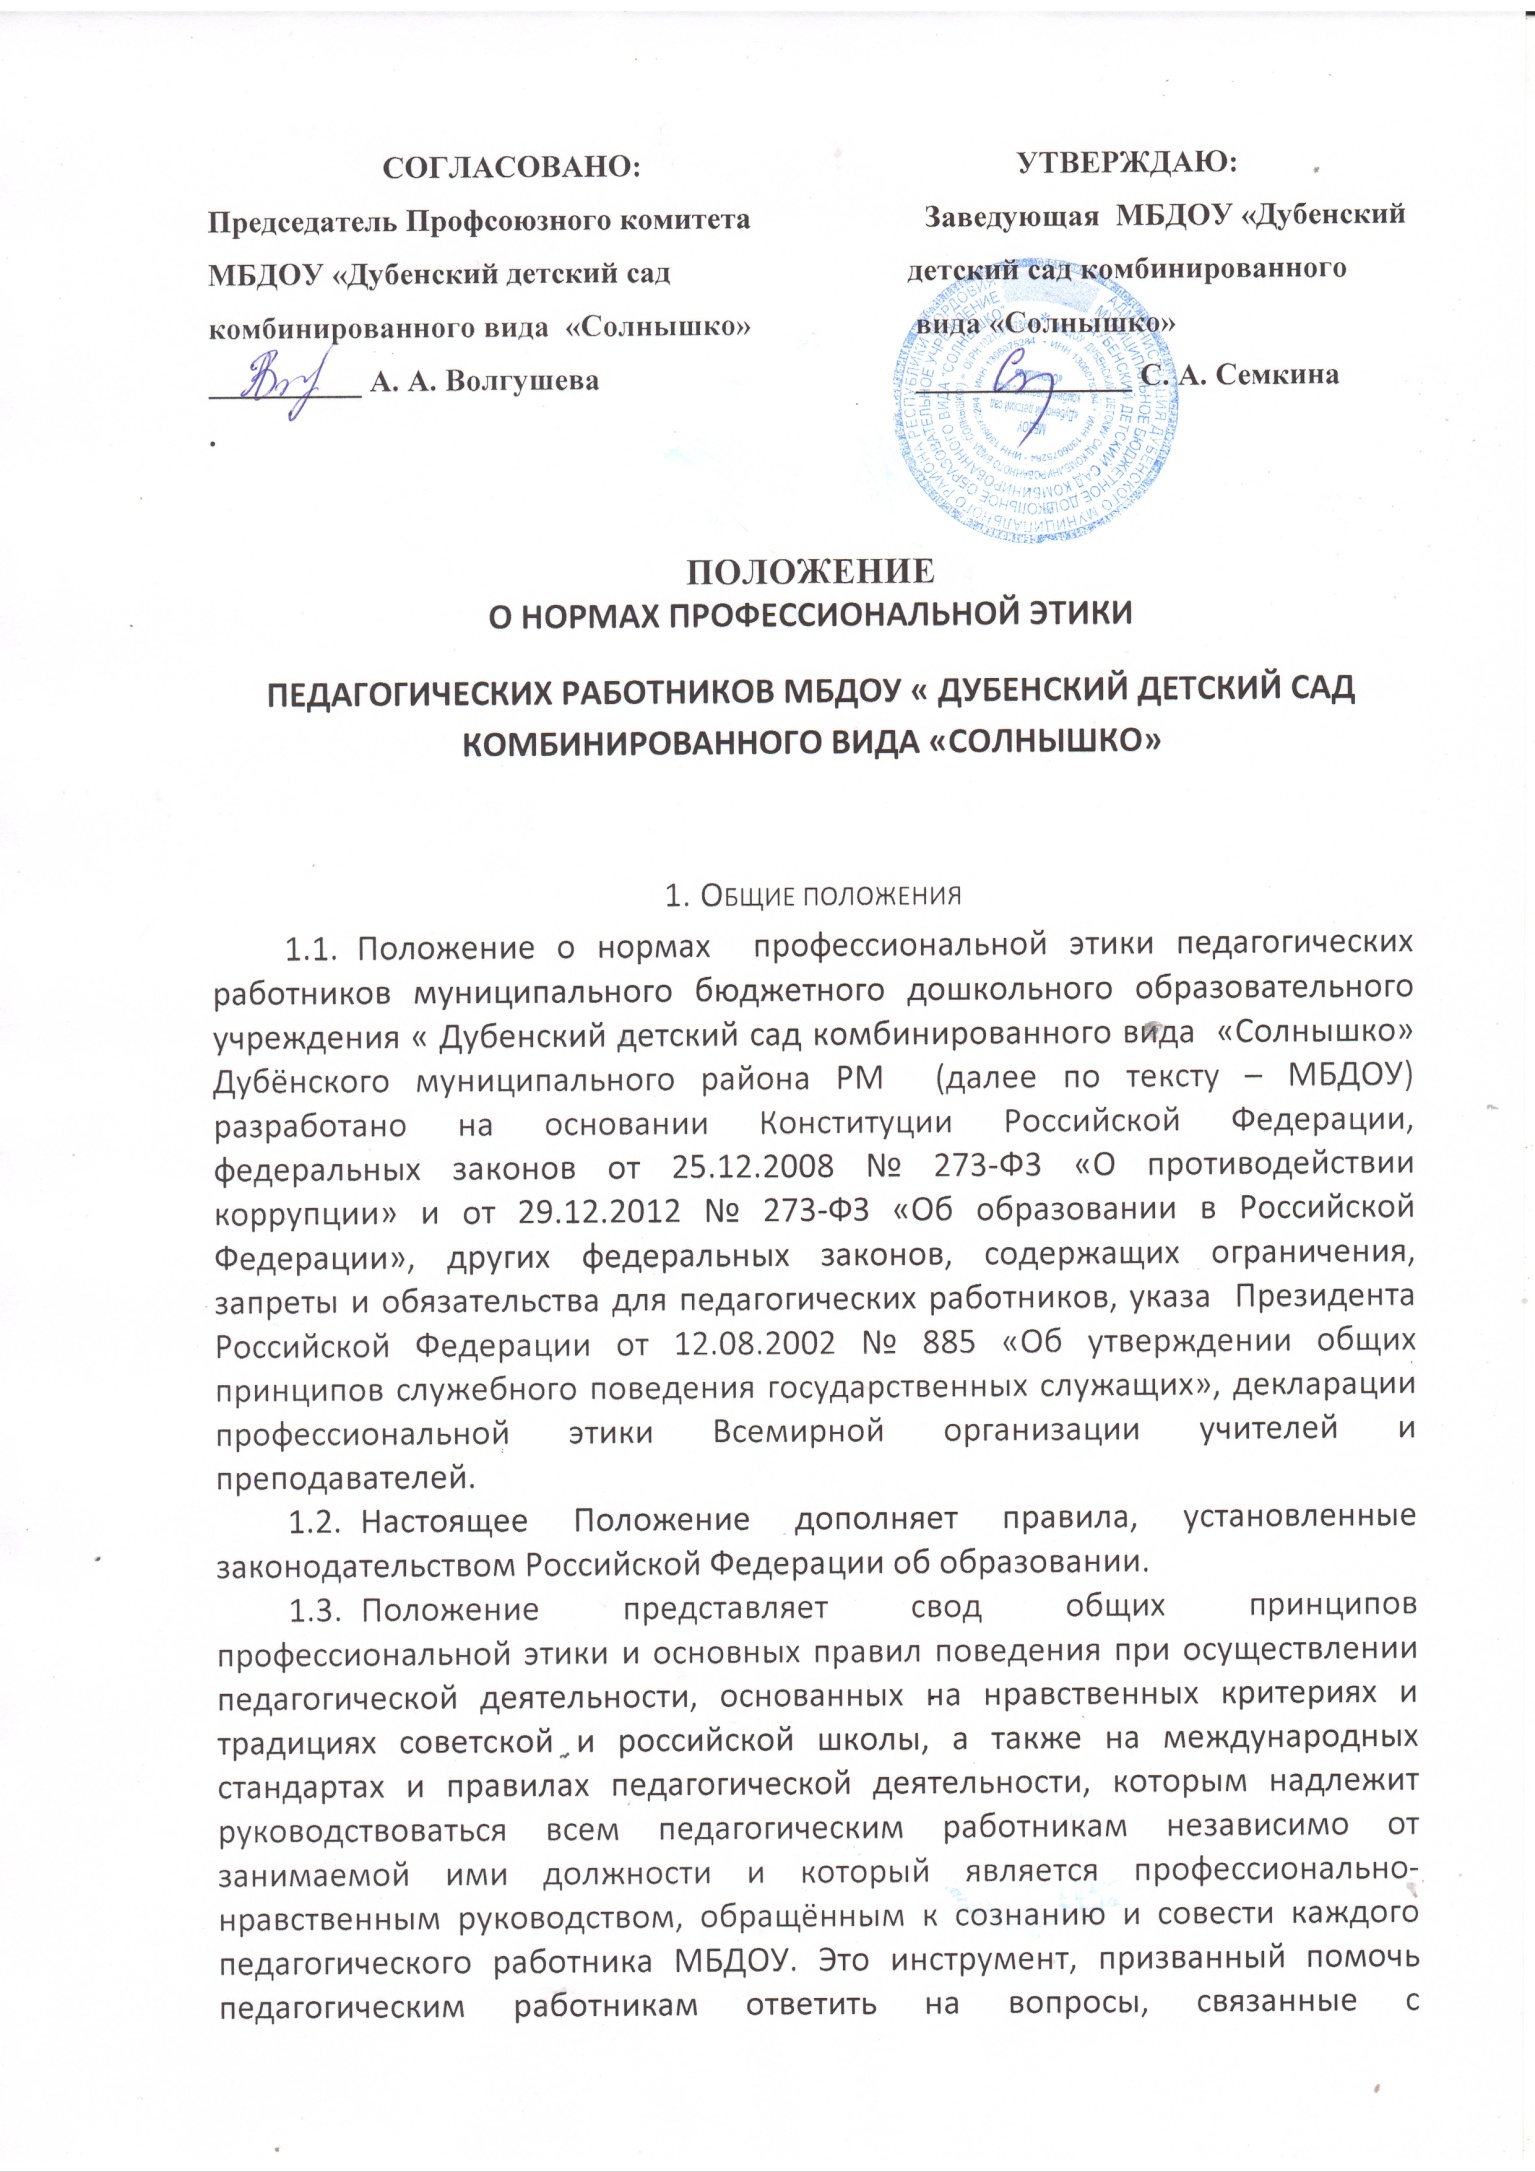 СОГЛАСОВАНО:
Председатель Профсоюзного комитета
МБДОУ «Дубенский детский сад
комбинированного вида «Солнышко»
А. А. Волгушева
.
УТВЕРЖДАЮ:
Заведующая МБДОУ «Дубенский
детский сад комбинированного
вида «Солнышко»
С. А. Семкина
ПОЛОЖЕНИЕ
О НОРМАХ ПРОФЕССИОНАЛЬНОЙ ЭТИКИ
ПЕДАГОГИЧЕСКИХ РАБОТНИКОВ МБДОУ « ДУБЕНСКИЙ ДЕТСКИЙ САД
КОМБИНИРОВАННОГО ВИДА «СОЛНЫШКО»
1. ОБЩИЕ ПОЛОЖЕНИЯ
1.1. Положение о нормах профессиональной этики педагогических
работников муниципального бюджетного дошкольного образовательного
учреждения « Дубенский детский сад комбинированного вида «Солнышко»
Дубёнского муниципального района РМ (далее по тексту – МБДОУ)
разработано на основании Конституции Российской Федерации,
федеральных законов от 25.12.2008 № 273-ФЗ «О противодействии
коррупции» и от 29.12.2012 № 273-ФЗ «Об образовании в Российской
Федерации», других федеральных законов, содержащих ограничения,
запреты и обязательства для педагогических работников, указа Президента
Российской Федерации от 12.08.2002 № 885 «Об утверждении общих
принципов служебного поведения государственных служащих», декларации
профессиональной этики Всемирной организации учителей и
преподавателей.
1.2. Настоящее Положение дополняет правила, установленные
законодательством Российской Федерации об образовании.
1.3. Положение представляет свод общих принципов
профессиональной этики и основных правил поведения при осуществлении
педагогической деятельности, основанных на нравственных критериях и
традициях советской и российской школы, а также на международных
стандартах и правилах педагогической деятельности, которым надлежит
руководствоваться всем педагогическим работникам независимо от
занимаемой ими должности и который является профессионально-
нравственным руководством, обращённым к сознанию и совести каждого
педагогического работника МБДОУ. Это инструмент, призванный помочь
педагогическим работникам ответить на вопросы, связанные с